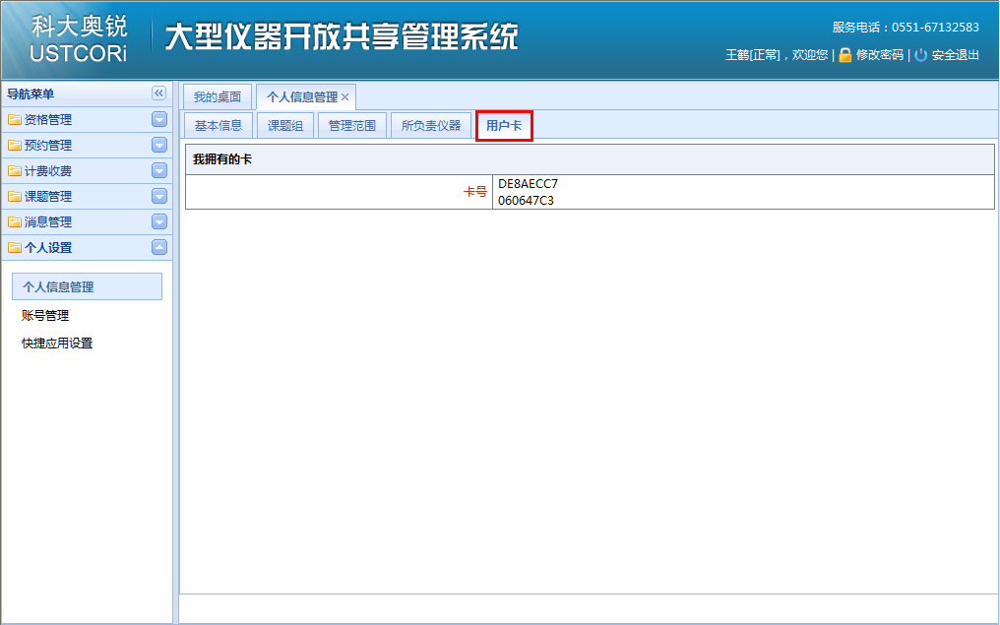 科大奥锐
USTCORi
大型仪器开放共享管理系统
服务电话：0551-67132583
王鹤[正常]，欢迎您 | 修改密码 | 安全退出
导航菜单
资格管理
预约管理
计费收费
课题管理
消息管理
个人设置
个人信息管理
账号管理
快捷应用设置
我的桌面 个人信息管理
基本信息 课题组 管理范围 所负责仪器 用户卡
我拥有的卡
卡号
DE8AECC7
060647C3